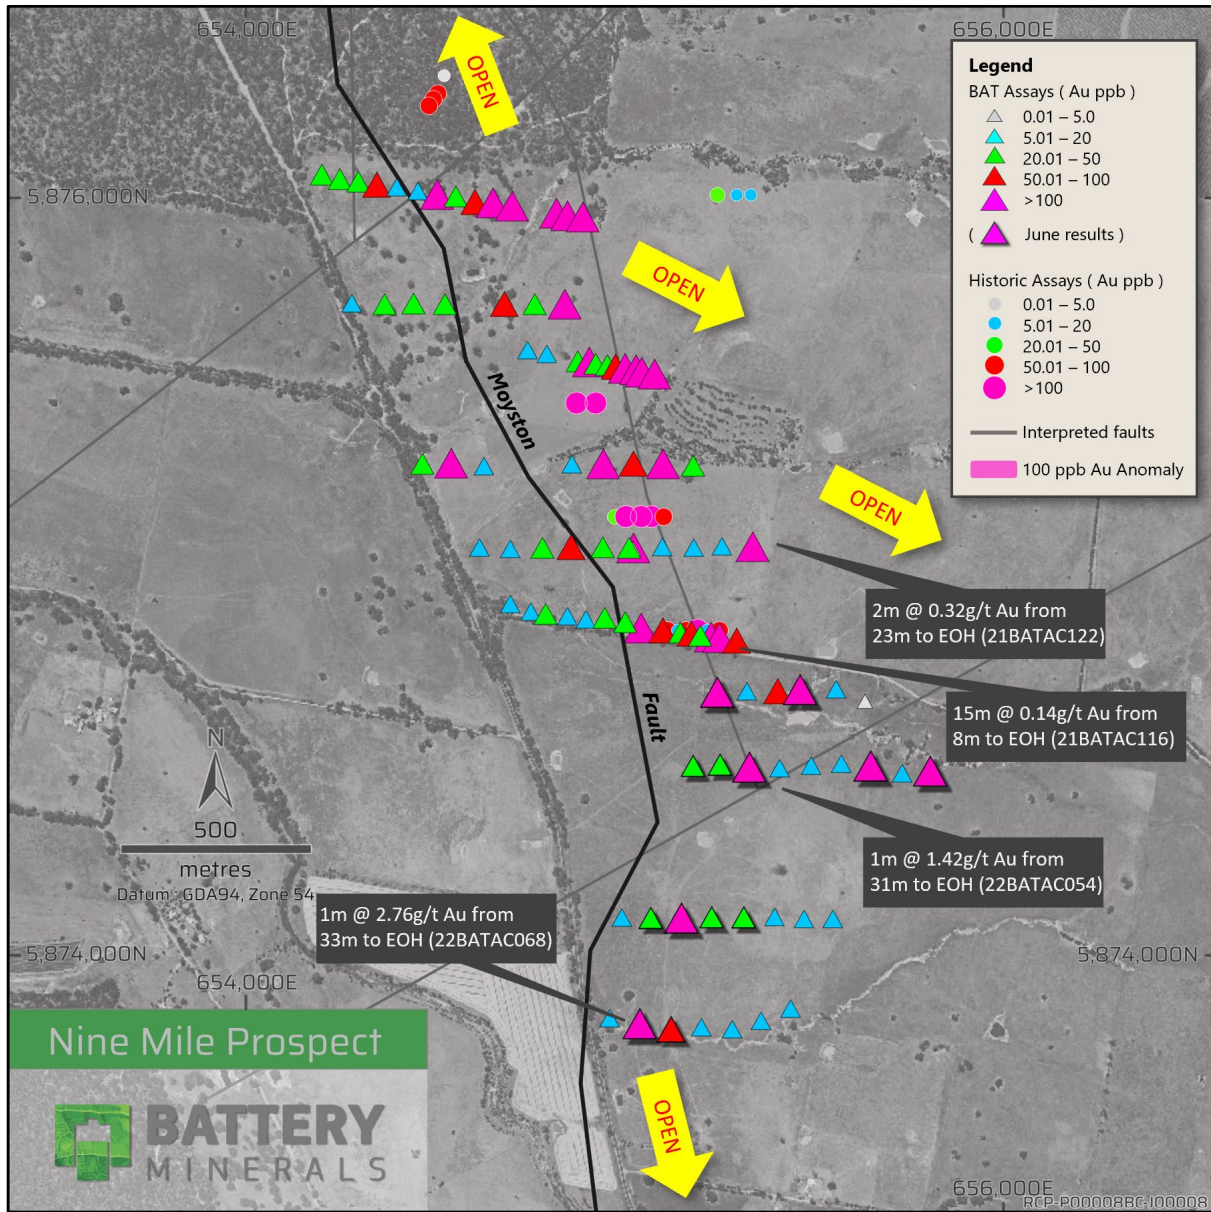 654,000E
656,000E
OPEN
Legend
BAT Assays ( Au ppb )
0.01 – 5.0
5.01 – 20
20.01 – 50
50.01 – 100
>100
( June results )
Historic Assays ( Au ppb )
0.01 – 5.0
5.01 – 20
20.01 – 50
50.01 – 100
>100
Interpreted faults
100 ppb Au Anomaly
5,876,000N
OPEN
Moyston
OPEN
2m @ 0.32g/t Au from
23m to EOH (21BATAC122)
Fault
15m @ 0.14g/t Au from
8m to EOH (21BATAC116)
N
500
metres
Datum : GDA94, Zone 54
1m @ 1.42g/t Au from
31m to EOH (22BATAC054)
1m @ 2.76g/t Au from
33m to EOH (22BATAC068)
5,874,000N
5,874,000N
654,000E
Nine Mile Prospect
BATTERY
MINERALS
OPEN
656,000E
RCP-P00008BC-J00008